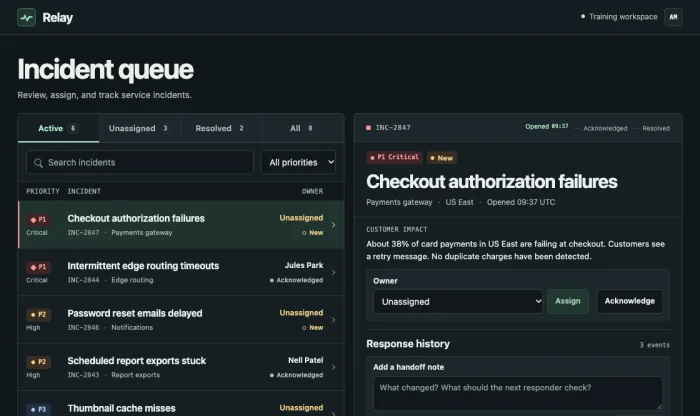 Relay
Training workspace AM
Incident queue
Review, assign, and track service incidents.
Active 6 Unassigned 3 Resolved 2 All 8
Search incidents All priorities
PRIORITY INCIDENT OWNER
P1 Checkout authorization failures Unassigned
Critical INC-2847 · Payments gateway New
P1 Intermittent edge routing timeouts Jules Park
Critical INC-2844 · Edge routing Acknowledged
P2 Password reset emails delayed Unassigned
High INC-2846 · Notifications New
P2 Scheduled report exports stuck Nell Patel
High INC-2843 · Report exports Acknowledged
P3 Thumbnail cache misses Unassigned
INC-2847 Opened 09:37 — Acknowledged — Resolved
P1 Critical New
Checkout authorization failures
Payments gateway · US East · Opened 09:37 UTC
CUSTOMER IMPACT
About 38% of card payments in US East are failing at checkout. Customers see
a retry message. No duplicate charges have been detected.
Owner
Unassigned Assign Acknowledge
Response history 3 events
Add a handoff note
What changed? What should the next responder check?